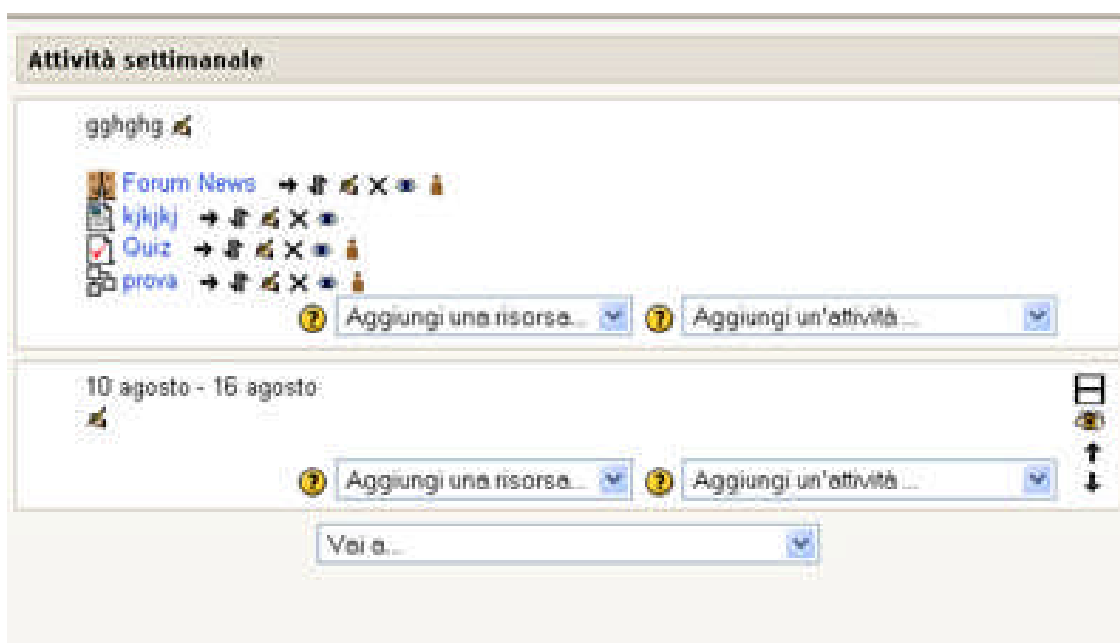 Attività settimanale
gghghg
Forum News
kjkjkj
Quiz
prova
Aggiungi una risorsa... Aggiungi un'attività...
10 agosto - 16 agosto
Aggiungi una risorsa... Aggiungi un'attività...
Vai a...